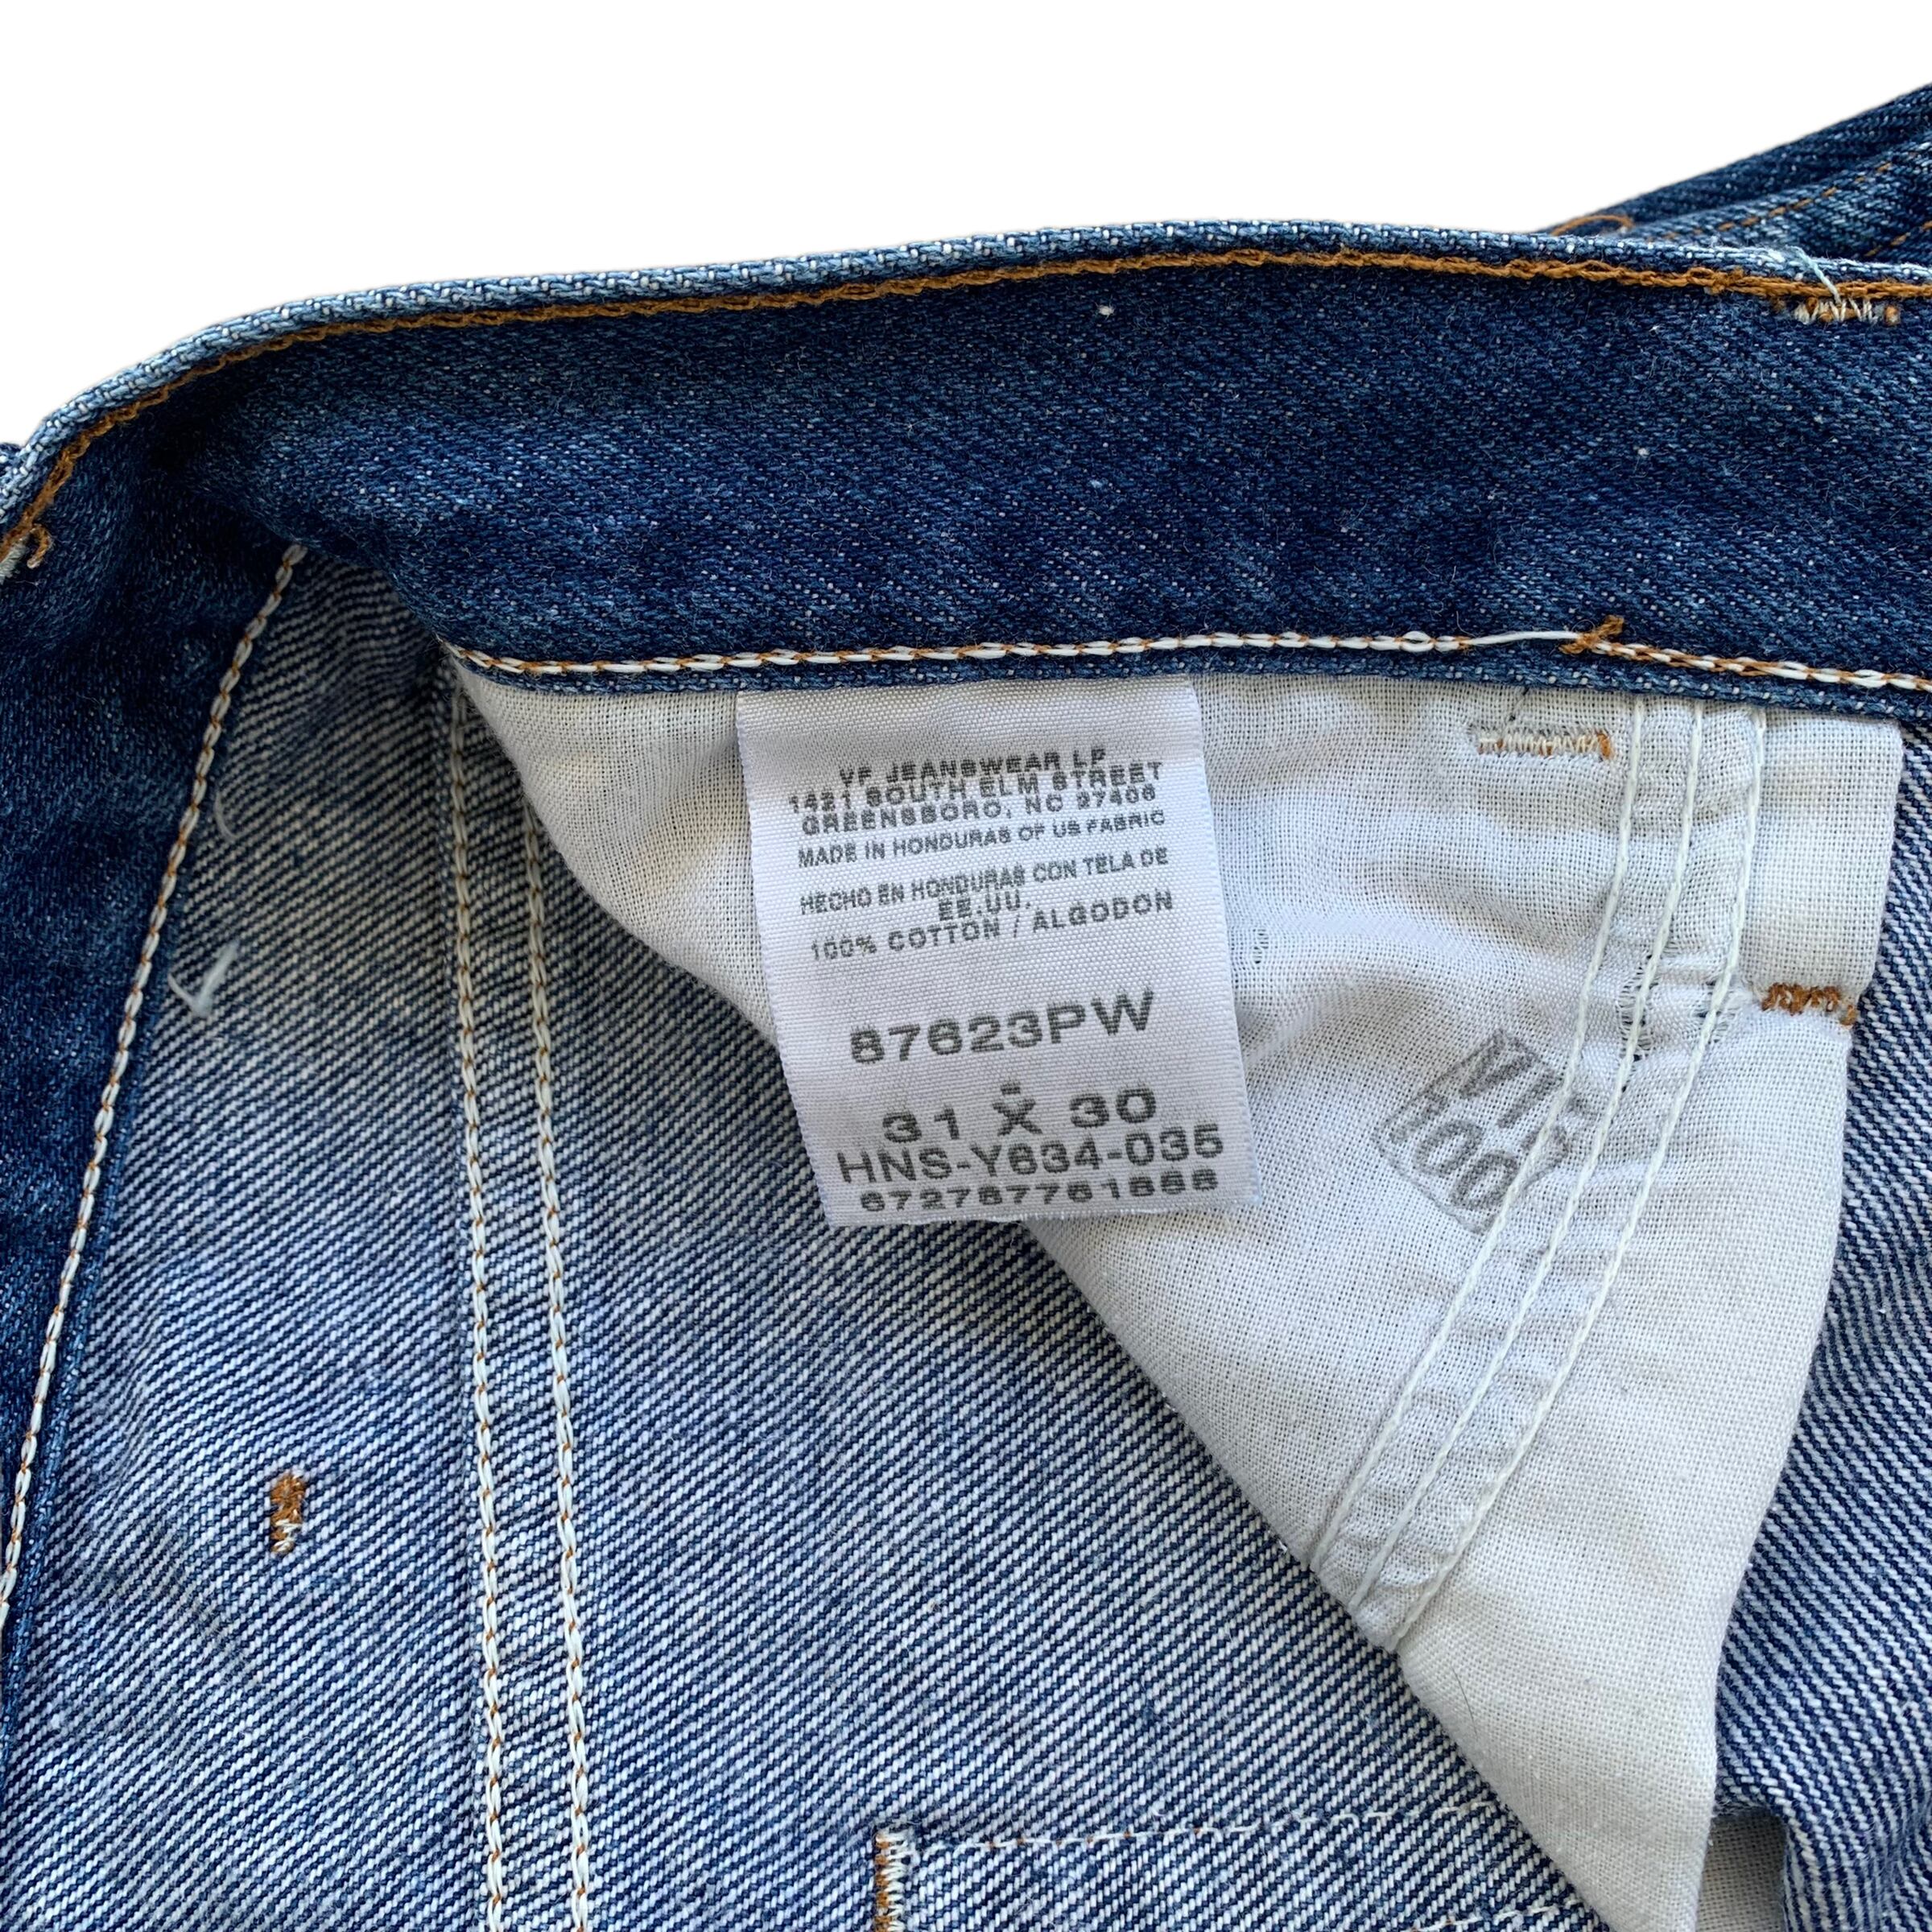 VF JEANSWEAR LP
1421 SOUTH ELM STREET
GREENSBORO, NC 27406
MADE IN HONDURAS OF US FABRIC
HECHO EN HONDURAS CON TELA DE
EE.UU.
100% COTTON / ALGODON
87623PW
31 X 30
HNS-Y634-035